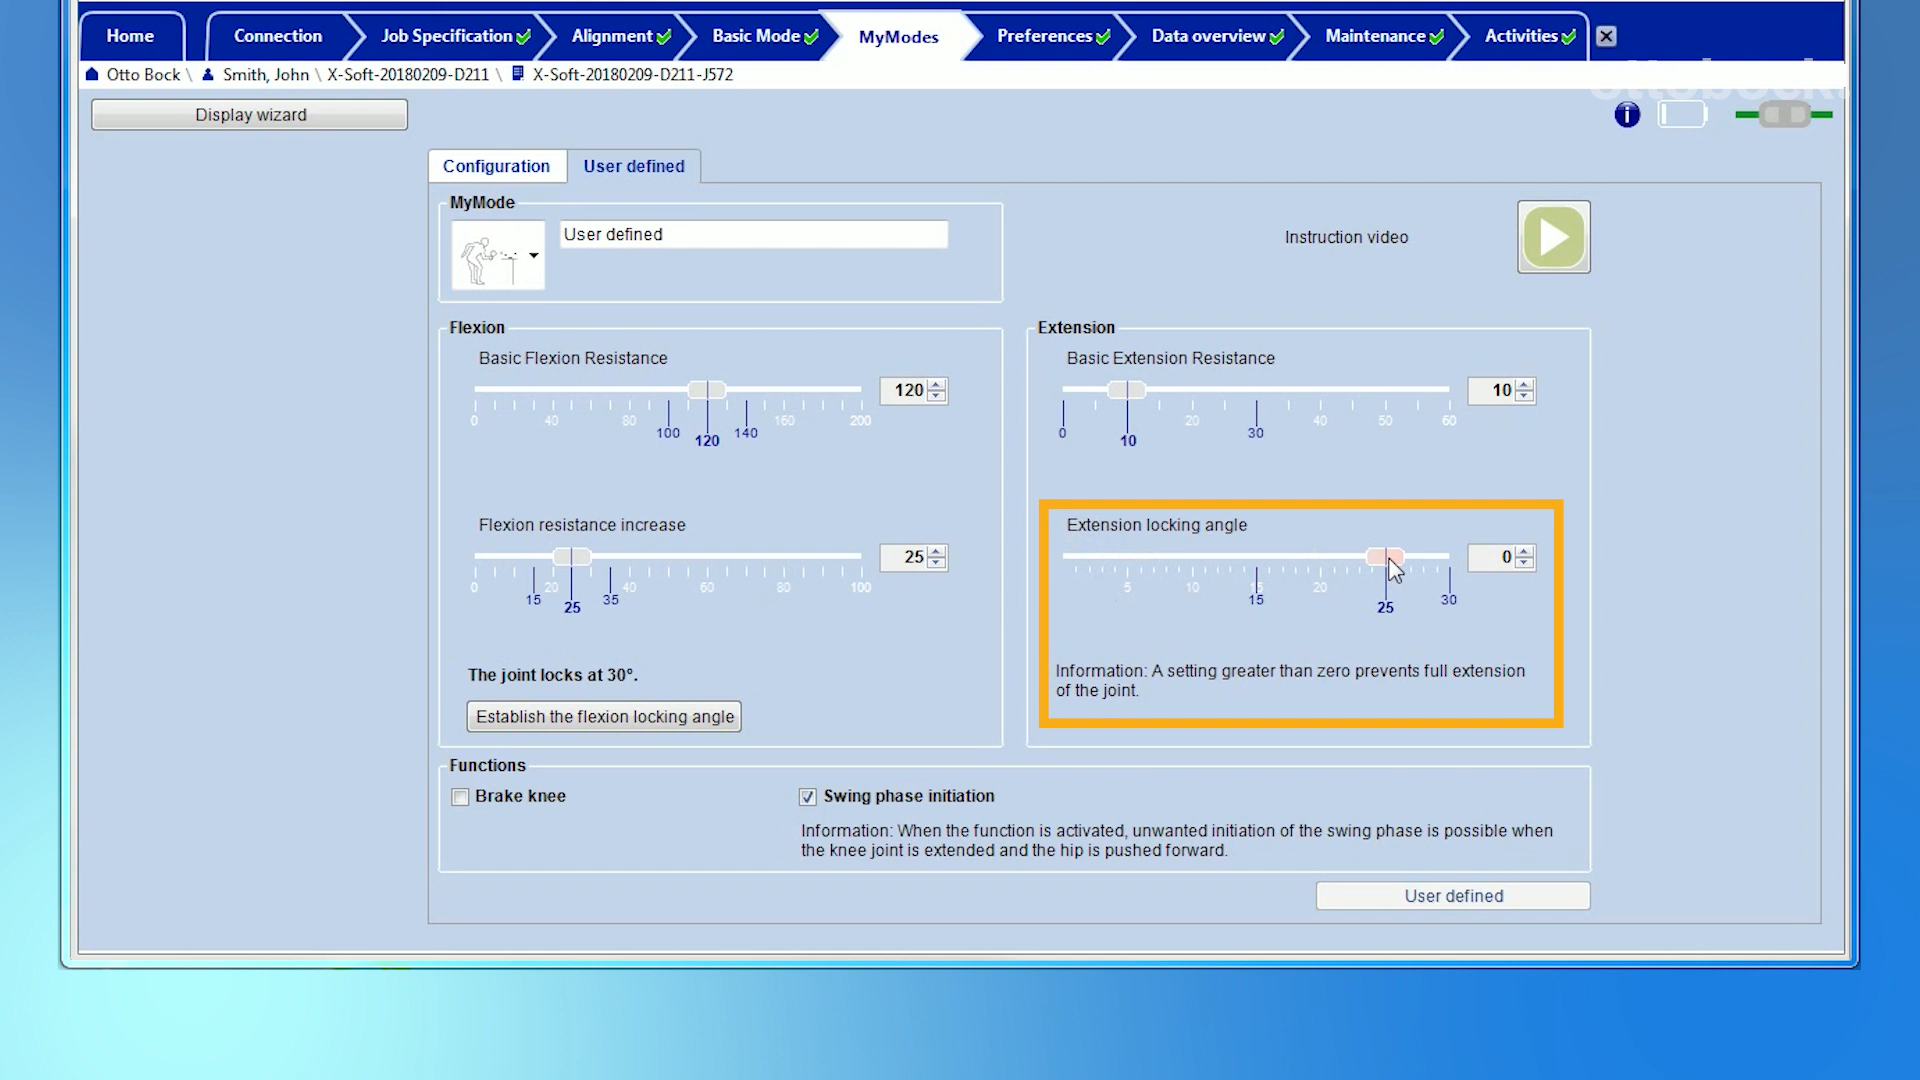 Home
Connection
Job Specification
Alignment
Basic Mode
MyModes
Preferences
Data overview
Maintenance
Activities
Otto Bock \ Smith, John \ X-Soft-20180209-D211 \ X-Soft-20180209-D211-J572
ottobock.
Display wizard
i
Configuration
User defined
MyMode
User defined
Instruction video
Flexion
Basic Flexion Resistance
120
0 40 80 160 200
100 120 140
Extension
Basic Extension Resistance
10
20 40 50 60
0 10 30
Flexion resistance increase
25
0 20 40 60 80 100
15 25 35
Extension locking angle
0
5 10 15 20
15 25 30
The joint locks at 30°.
Establish the flexion locking angle
Information: A setting greater than zero prevents full extension
of the joint.
Functions
Brake knee
Swing phase initiation
Information: When the function is activated, unwanted initiation of the swing phase is possible when
the knee joint is extended and the hip is pushed forward.
User defined